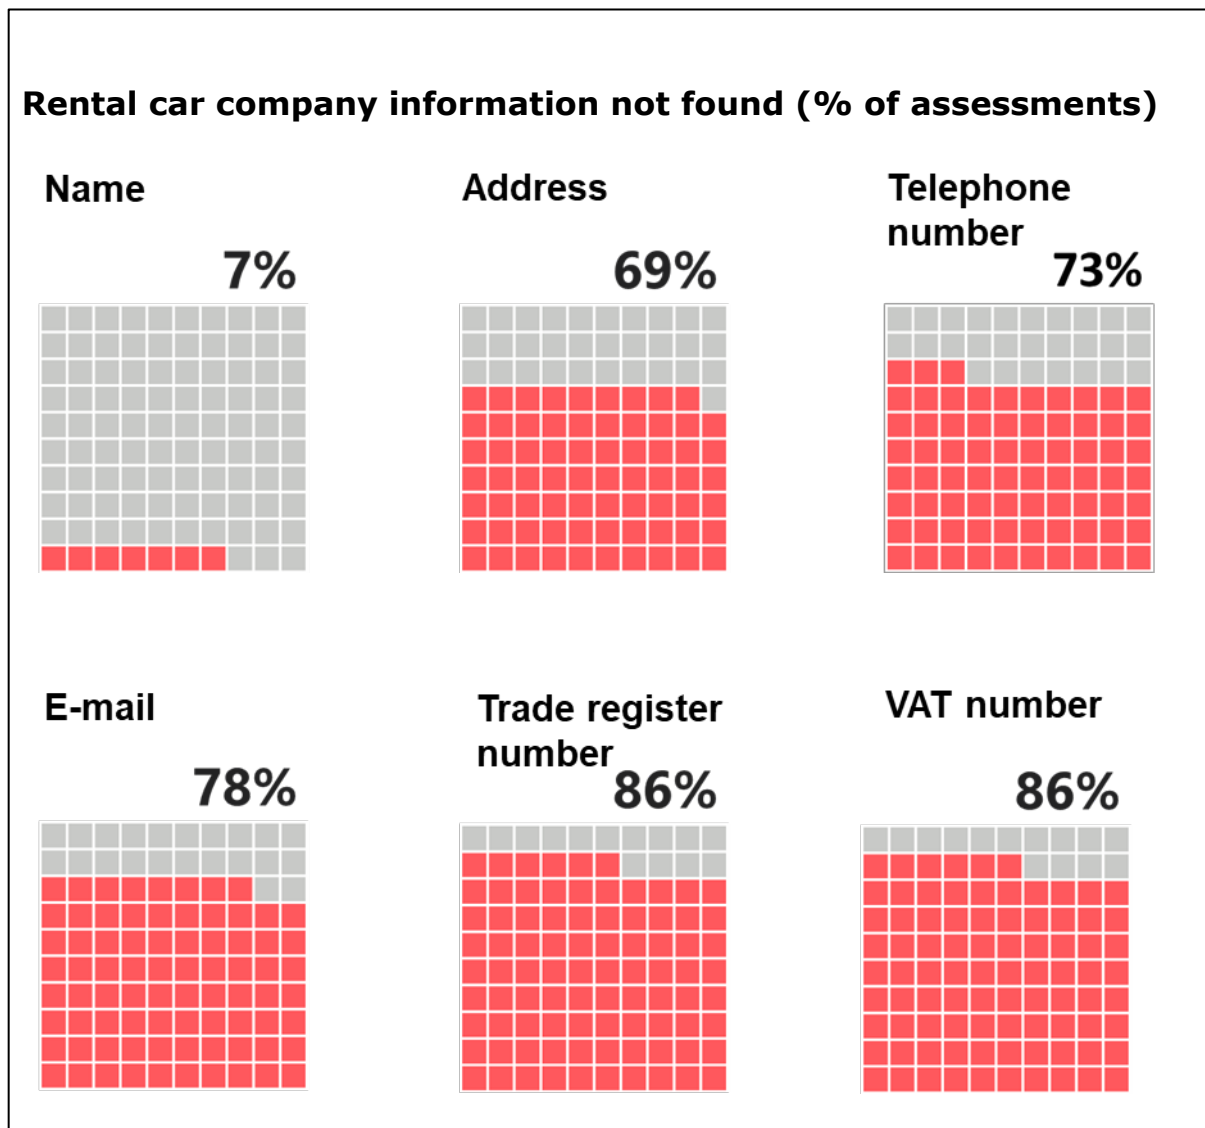 Rental car company information not found (% of assessments)
Name
7%
Address
69%
Telephone
number
73%
E-mail
78%
Trade register
number
86%
VAT number
86%